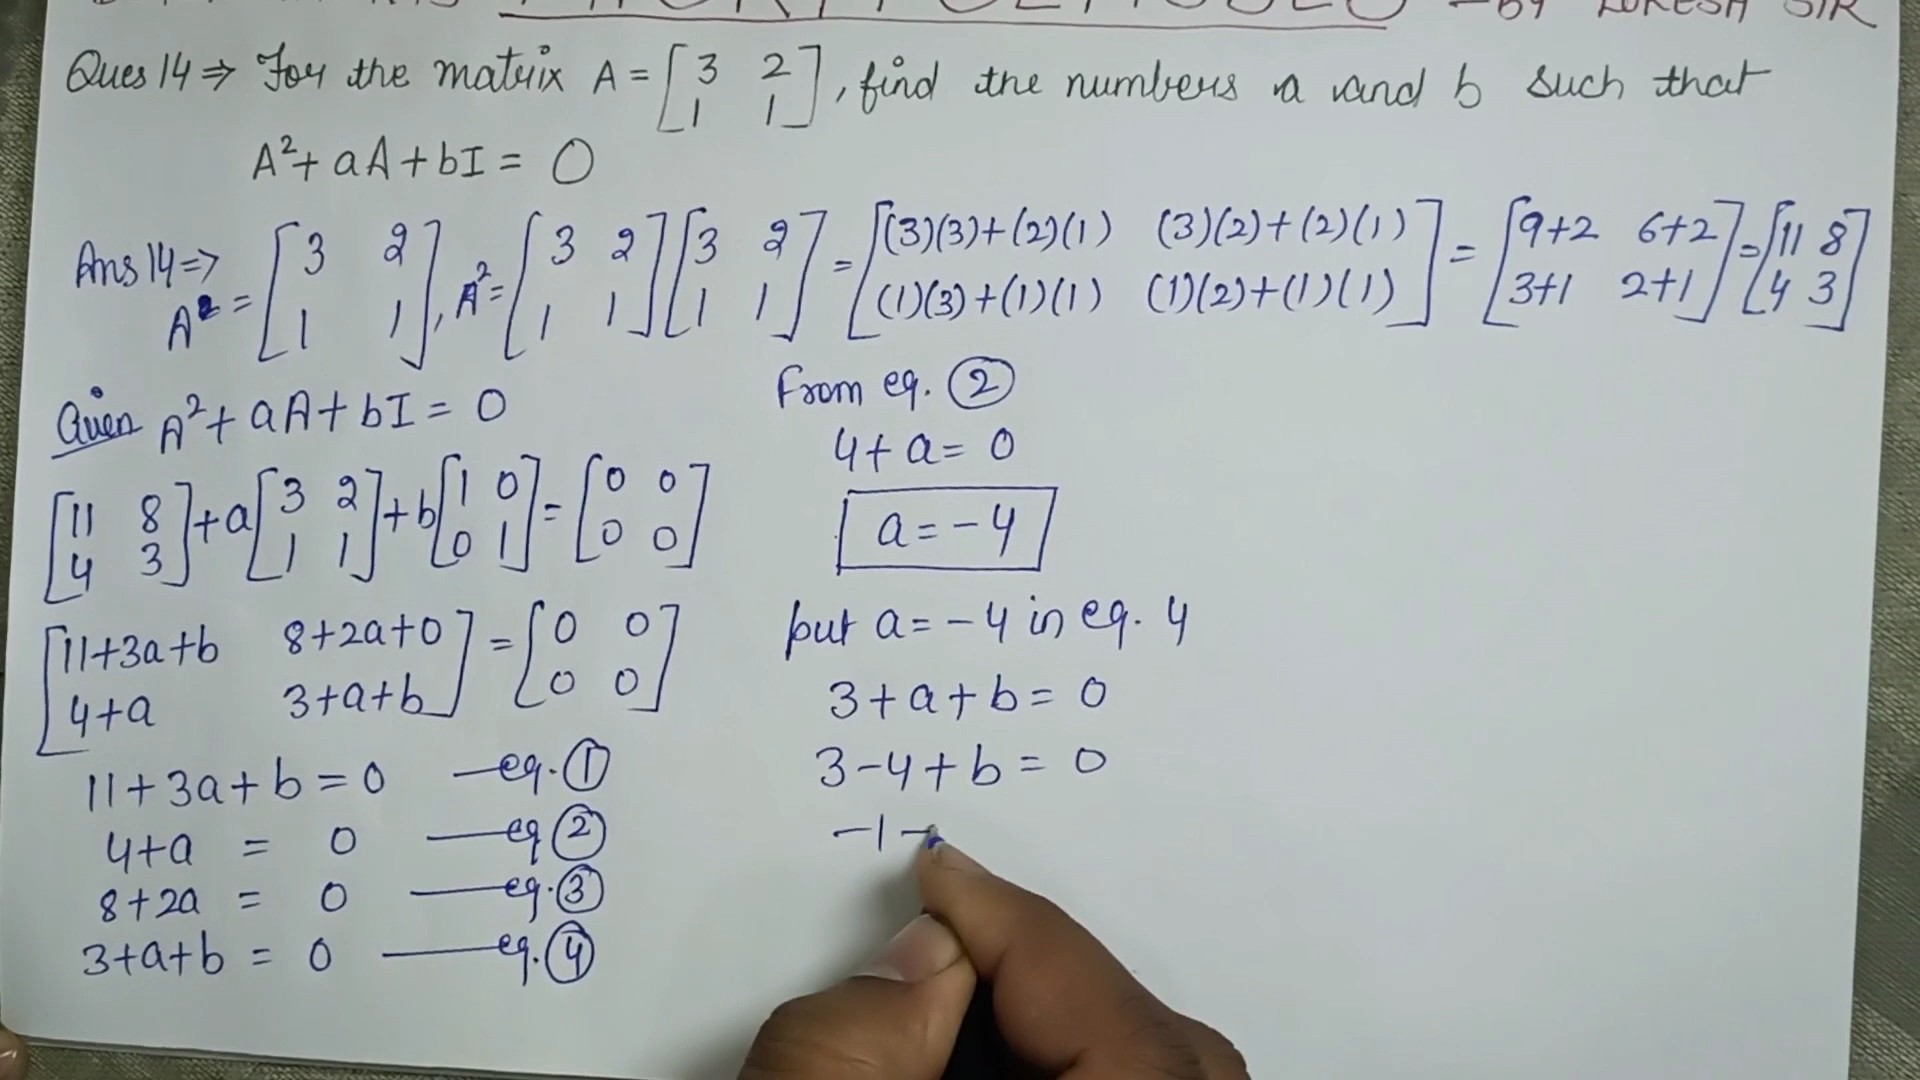 - BY LOKESH SIR
Ques 14 ⇒ For the matrix A = [3 2; 1 1], find the numbers a and b such that
A² + aA + bI = O
Ans 14 ⇒ A² = [3 2; 1 1], A² = [3 2; 1 1] [3 2; 1 1] = [(3)(3)+(2)(1) (3)(2)+(2)(1); (1)(3)+(1)(1) (1)(2)+(1)(1)] = [9+2 6+2; 3+1 2+1] = [11 8; 4 3]
Given A² + aA + bI = 0
[11 8; 4 3] + a[3 2; 1 1] + b[1 0; 0 1] = [0 0; 0 0]
[11+3a+b 8+2a+0; 4+a 3+a+b] = [0 0; 0 0]
11+3a+b = 0 — eq. ①
4+a = 0 — eq ②
8+2a = 0 — eq. ③
3+a+b = 0 — eq. ④
From eq. ②
4+a = 0
a = -4
put a = -4 in eq. 4
3+a+b = 0
3-4+b = 0
-1